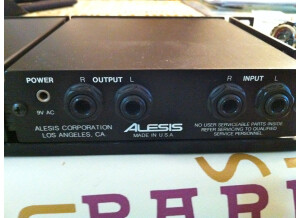 POWER R OUTPUT L R INPUT L
9V AC
ALESIS CORPORATION
LOS ANGELES, CA.
ALESIS
MADE IN U.S.A.
NO USER SERVICEABLE PARTS INSIDE
REFER SERVICING TO QUALIFIED
SERVICE PERSONNEL